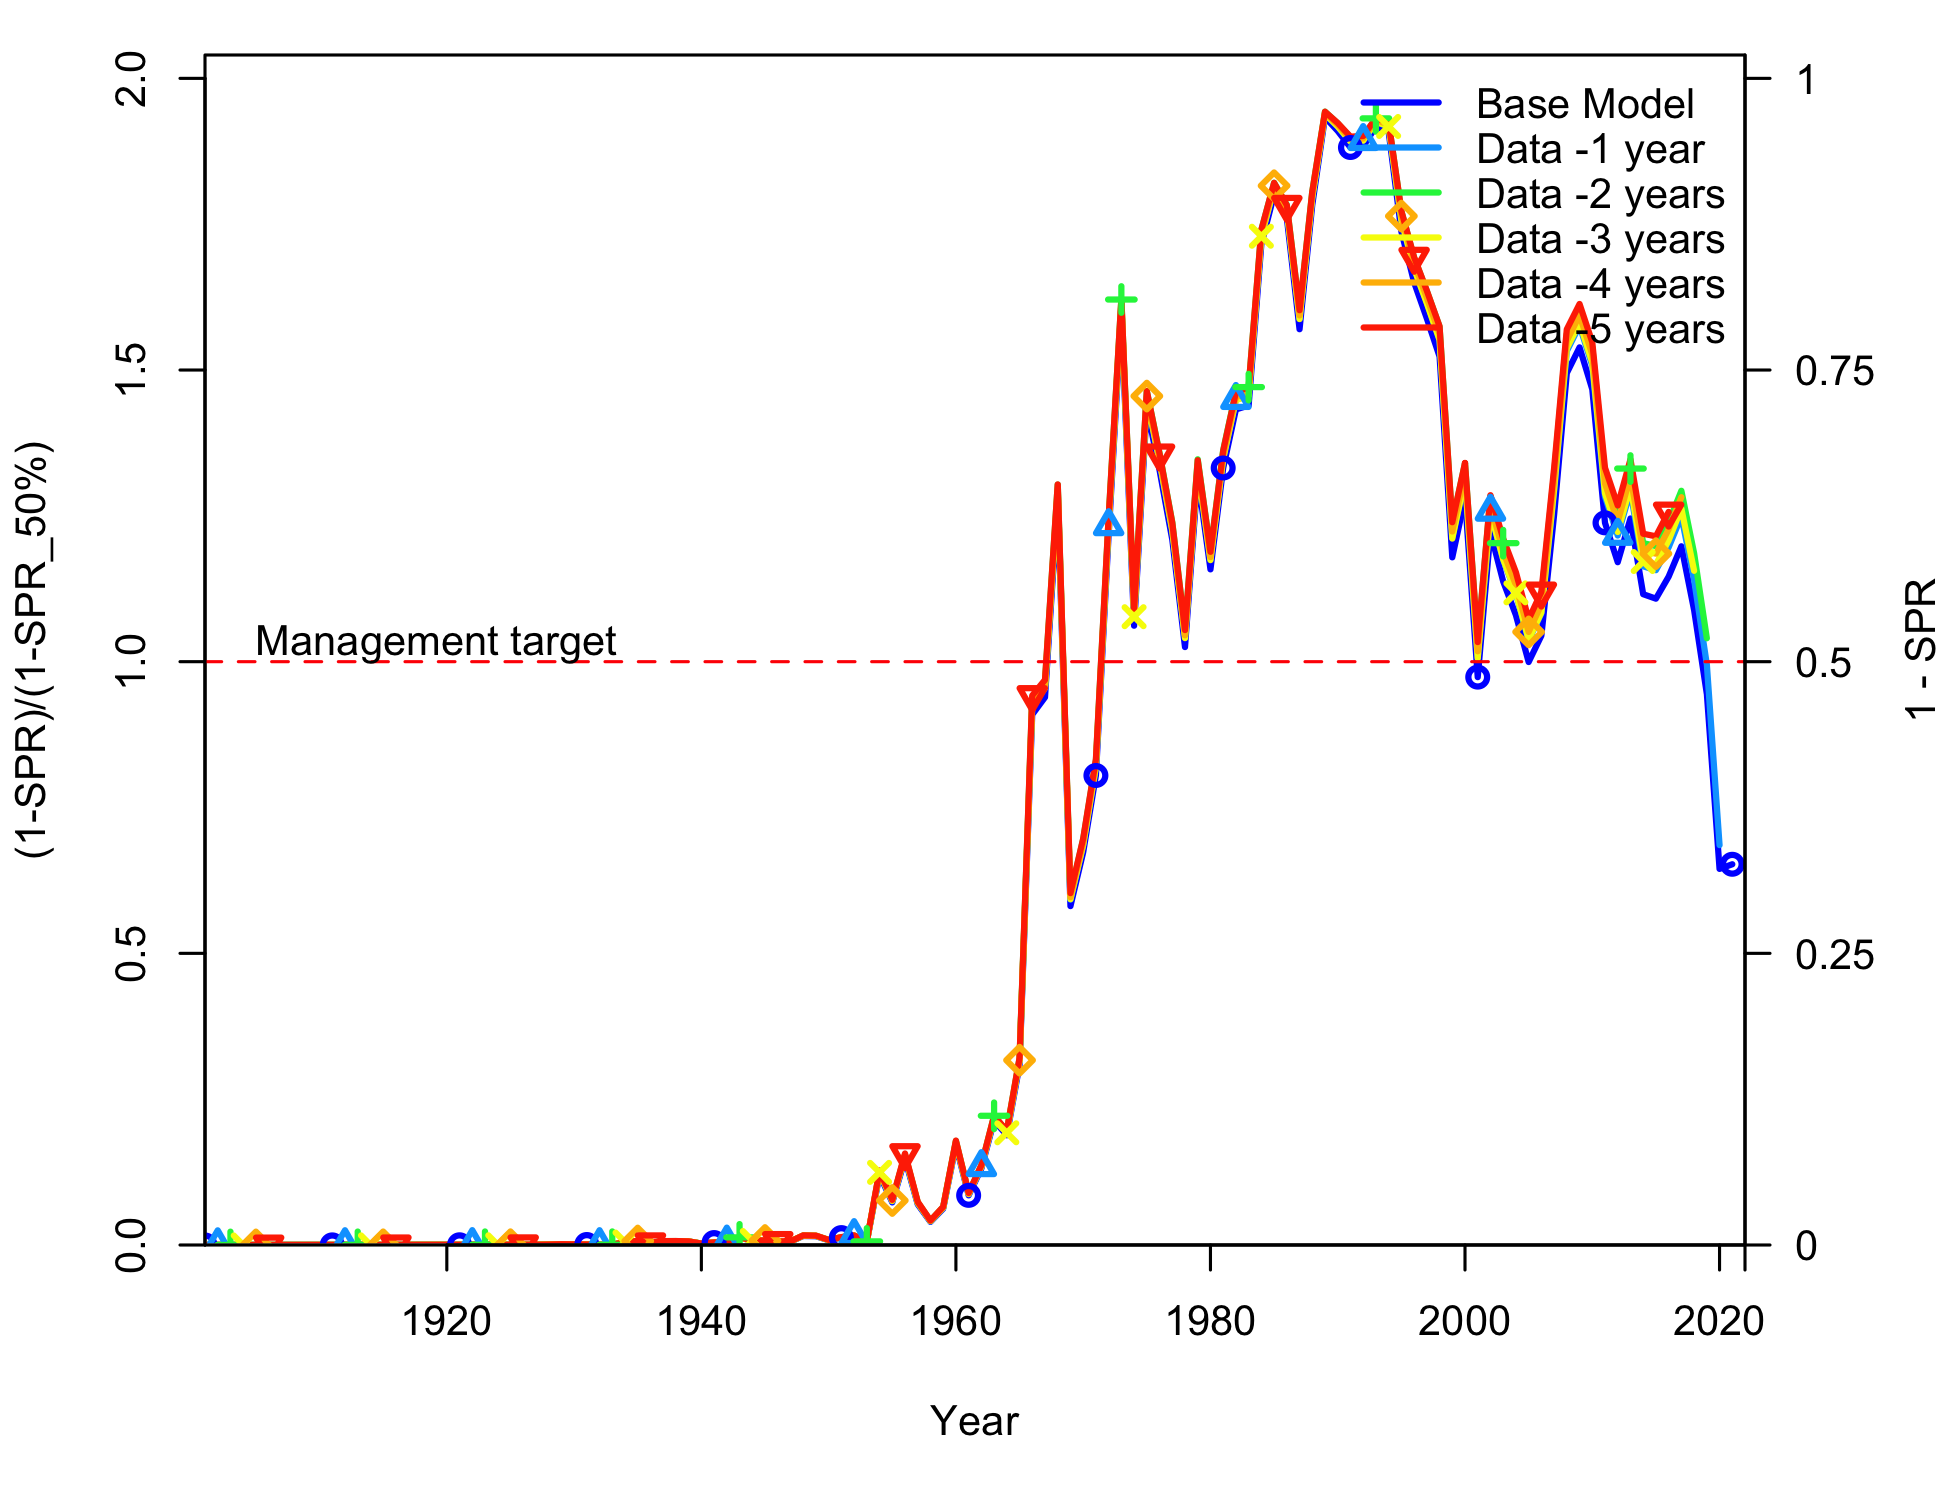 2.0
1.5
1.0
0.5
0.0
(1-SPR)/(1-SPR_50%)
Management target
Base Model
Data -1 year
Data -2 years
Data -3 years
Data -4 years
Data -5 years
1
0.75
0.5
0.25
0
1 - SPR
1920
1940
1960
1980
2000
2020
Year